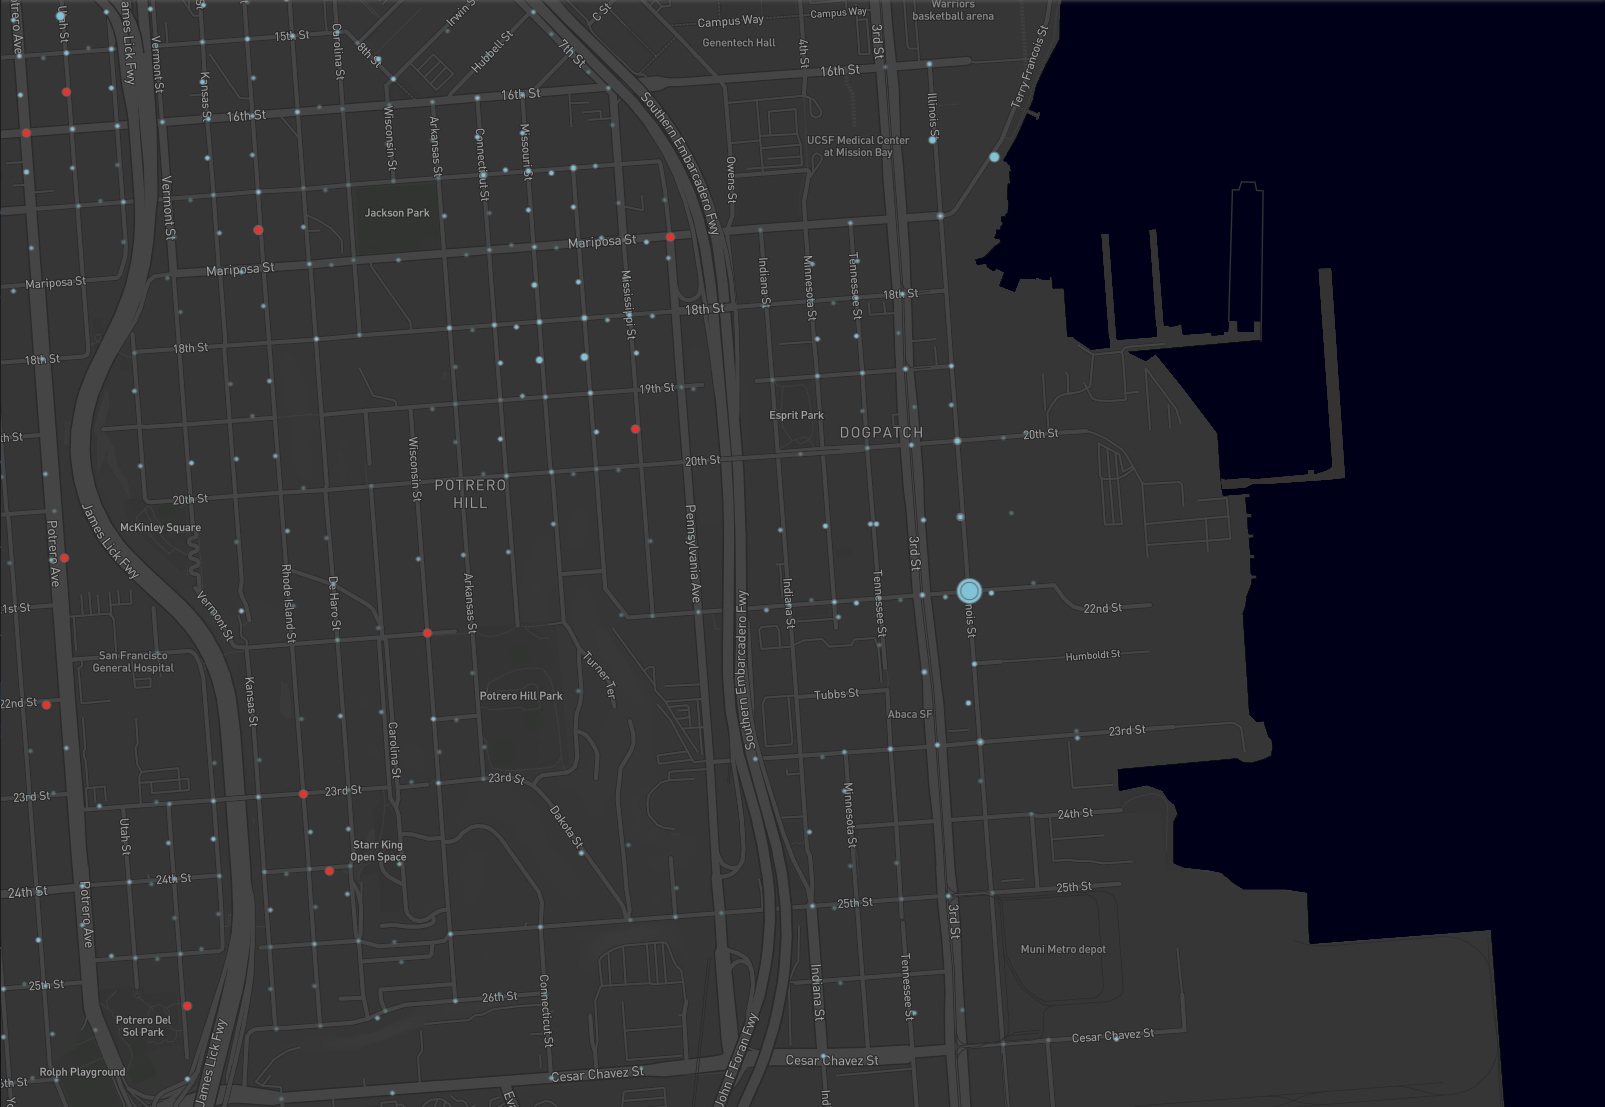 Warriors
basketball arena
Campus Way
Campus Way
Genentech Hall
Irwin S
C St
Hubbell St
7th St
8th St
4th St
3rd St
Terry Francois St
Potrero Ave
Utah St
James Lick Fwy
Vermont St
Kansas St
15th St
Carolina St
16th St
16th St
16th St
Wisconsin St
Arkansas St
Connecticut St
Missouri St
Southern Embarcadero Fwy
Owens St
Illinois St
UCSF Medical Center
at Mission Bay
Vermont St
Jackson Park
Mariposa St
Mariposa St
Mariposa St
Mississippi St
Indiana St
Minnesota St
Tennessee St
18th St
18th St
18th St
18th St
19th St
Esprit Park
DOGPATCH
th St
Wisconsin St
20th St
20th St
20th St
POTRERO
HILL
McKinley Square
James Lick Fwy
Potrero Ave
Pennsylvania Ave
3rd St
Rhode Island St
De Haro St
Arkansas St
Vermont St
Indiana St
Tennessee St
nois St
22nd St
1st St
Southern Embarcadero Fwy
Humboldt St
San Francisco
General Hospital
Turner Ter
Kansas St
Potrero Hill Park
Tubbs St
Abaca SF
22nd St
Carolina St
23rd St
23rd St
23rd St
23rd St
Minnesota St
Dakota St
24th St
Utah St
Starr King
Open Space
24th St
24th St
25th St
25th St
Potrero Ave
3rd St
Muni Metro depot
25th St
Connecticut St
Indiana St
Tennessee St
26th St
Potrero Del
Sol Park
James Lick Fwy
John F Foran Fwy
Cesar Chavez St
Cesar Chavez St
Cesar Chavez St
Rolph Playground
6th St
Yo
Eva
Ind